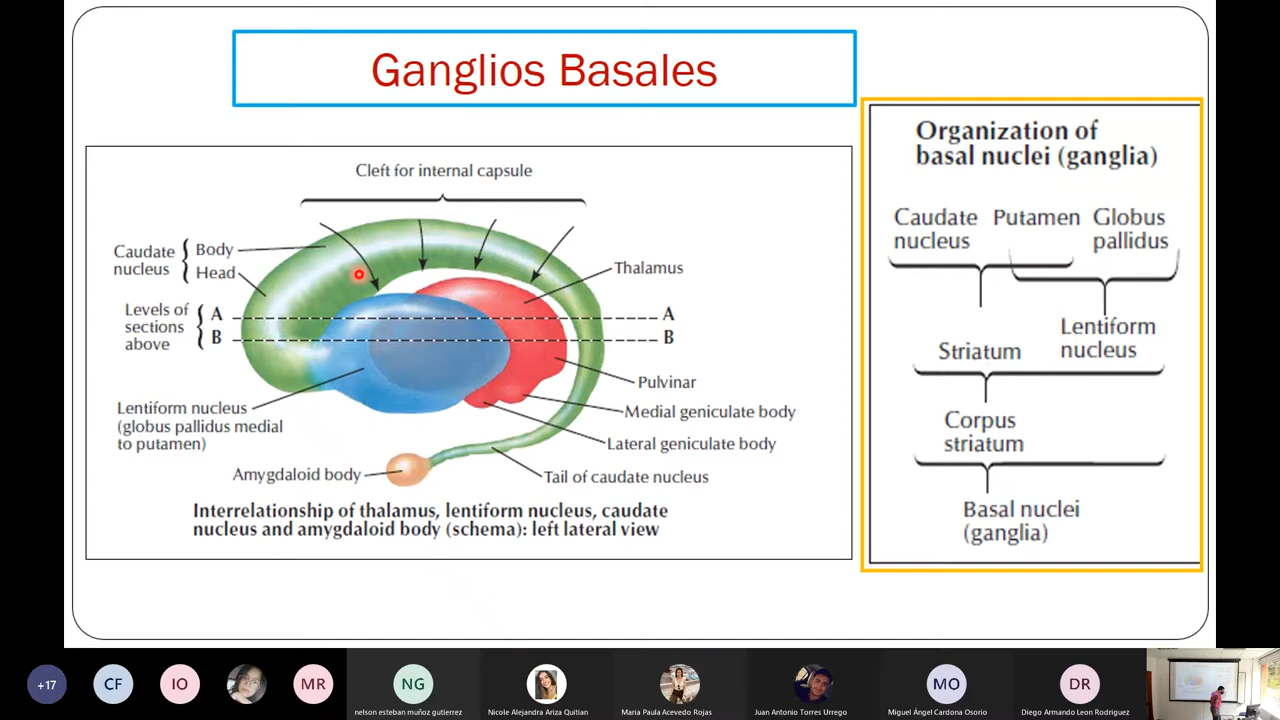 Ganglios Basales
Cleft for internal capsule
Caudate
nucleus
Body
Head
Levels of
sections
above
A
B
A
B
Thalamus
Pulvinar
Medial geniculate body
Lateral geniculate body
Tail of caudate nucleus
Lentiform nucleus
(globus pallidus medial
to putamen)
Amygdaloid body
Interrelationship of thalamus, lentiform nucleus, caudate
nucleus and amygdaloid body (schema): left lateral view
Organization of
basal nuclei (ganglia)
Caudate
nucleus
Putamen
Globus
pallidus
Lentiform
nucleus
Striatum
Corpus
striatum
Basal nuclei
(ganglia)
+17
CF
IO
MR
NG
nelson esteban muñoz gutierrez
Nicole Alejandra Ariza Quitian
Maria Paula Acevedo Rojas
Juan Antonio Torres Urrego
MO
Miguel Ángel Cardona Osorio
DR
Diego Armando Leon Rodriguez